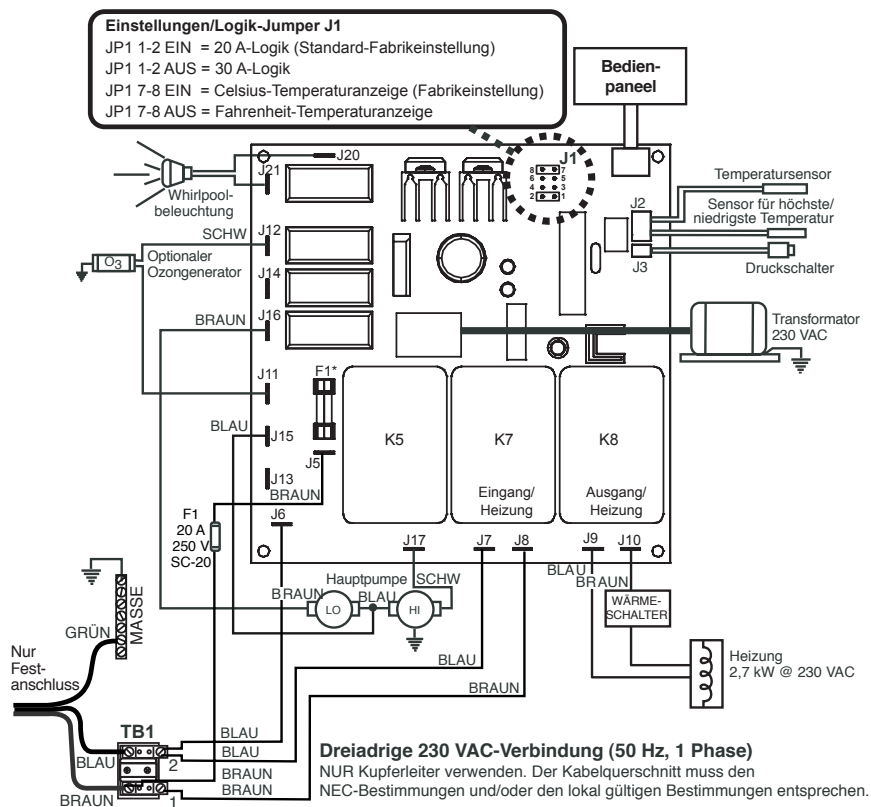 Einstellungen/Logik-Jumper J1
JP1 1-2 EIN = 20 A-Logik (Standard-Fabrikeinstellung)
JP1 1-2 AUS = 30 A-Logik
JP1 7-8 EIN = Celsius-Temperaturanzeige (Fabrikeinstellung)
JP1 7-8 AUS = Fahrenheit-Temperaturanzeige
Bedien-
paneel
J20
J21
Whirlpool-
beleuchtung
J1
8 7
6 5
4 3
2 1
Temperatursensor
Sensor für höchste/
niedrigste Temperatur
J2
J3
Druckschalter
SCHW
J12
O3
Optionaler
Ozongenerator
J14
BRAUN
J16
Transformator
230 VAC
J11
F1*
BLAU
J15
J5
J13
BRAUN
K5
K7
K8
Eingang/
Heizung
Ausgang/
Heizung
F1
20 A
250 V
SC-20
J6
J17
J7
J8
J9
J10
BLAU
BRAUN
Hauptpumpe
SCHW
BRAUN
LO
BLAU
HI
WÄRME-
SCHALTER
MASSE
GRÜN
Nur
Fest-
anschluss
BLAU
BRAUN
Heizung
2,7 kW @ 230 VAC
TB1
BLAU
BLAU
BLAU
2
BRAUN
BRAUN
BRAUN
1
Dreiadrige 230 VAC-Verbindung (50 Hz, 1 Phase)
NUR Kupferleiter verwenden. Der Kabelquerschnitt muss den
NEC-Bestimmungen und/oder den lokal gültigen Bestimmungen entsprechen.